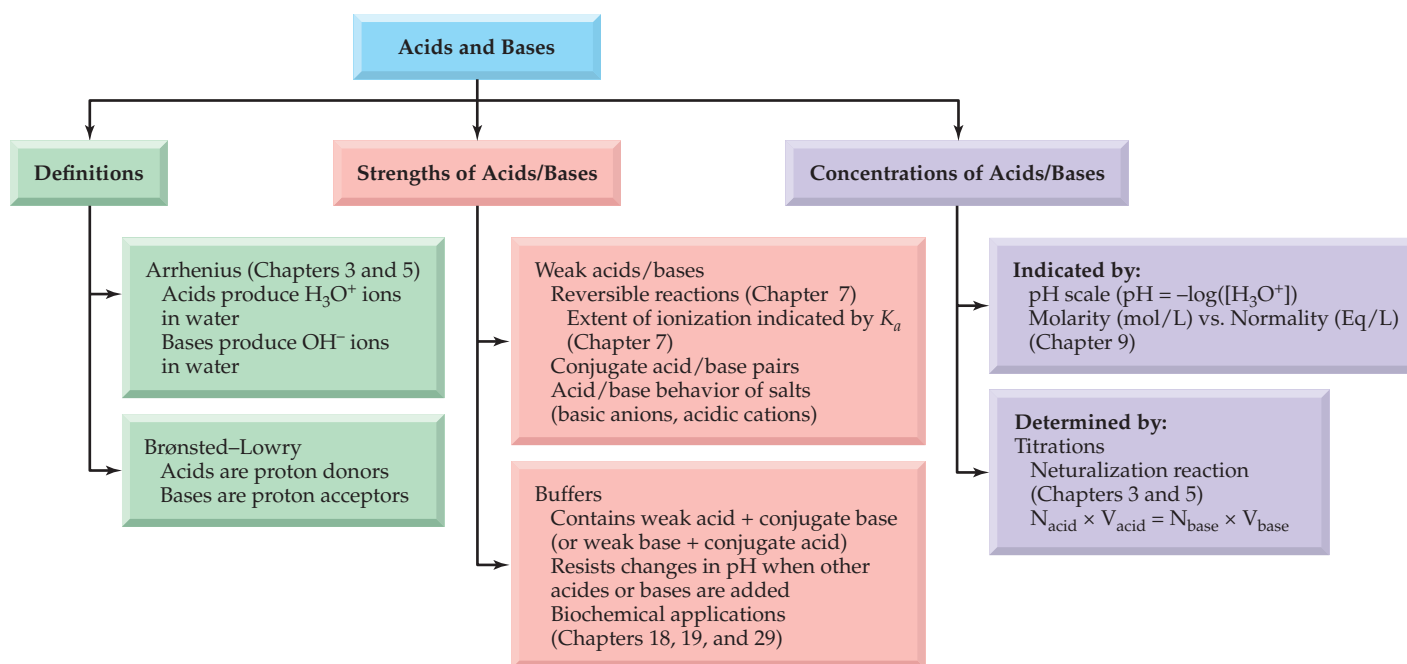 Acids and Bases
Definitions
Strengths of Acids/Bases
Concentrations of Acids/Bases
Arrhenius (Chapters 3 and 5)
Acids produce H₃O⁺ ions
in water
Bases produce OH⁻ ions
in water
Brønsted–Lowry
Acids are proton donors
Bases are proton acceptors
Weak acids/bases
Reversible reactions (Chapter 7)
Extent of ionization indicated by Kₐ
(Chapter 7)
Conjugate acid/base pairs
Acid/base behavior of salts
(basic anions, acidic cations)
Buffers
Contains weak acid + conjugate base
(or weak base + conjugate acid)
Resists changes in pH when other
acides or bases are added
Biochemical applications
(Chapters 18, 19, and 29)
Indicated by:
pH scale (pH = –log([H₃O⁺])
Molarity (mol/L) vs. Normality (Eq/L)
(Chapter 9)
Determined by:
Titrations
Neturalization reaction
(Chapters 3 and 5)
N_acid × V_acid = N_base × V_base